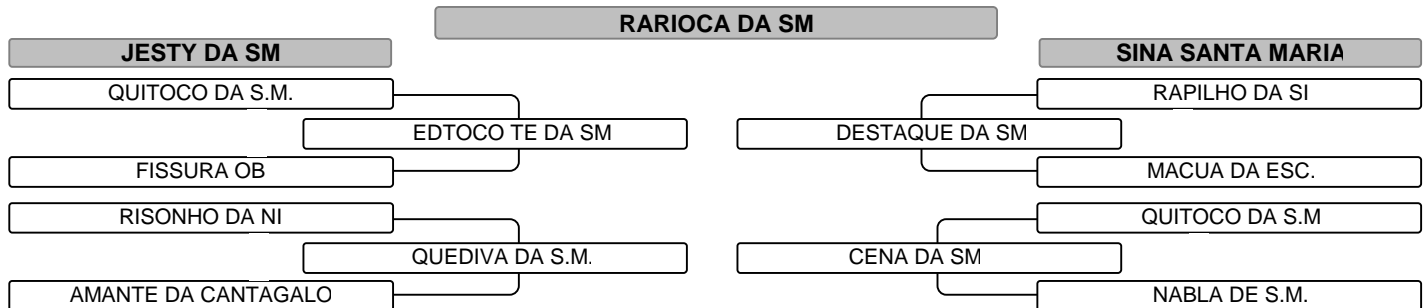 RARIOCA DA SM
JESTY DA SM
SINA SANTA MARIA
QUITOCO DA S.M.
RAPILHO DA SI
EDTOCO TE DA SM
DESTAQUE DA SM
FISSURA OB
MACUA DA ESC.
RISONHO DA NI
QUITOCO DA S.M
QUEDIVA DA S.M.
CENA DA SM
AMANTE DA CANTAGALO
NABLA DE S.M.